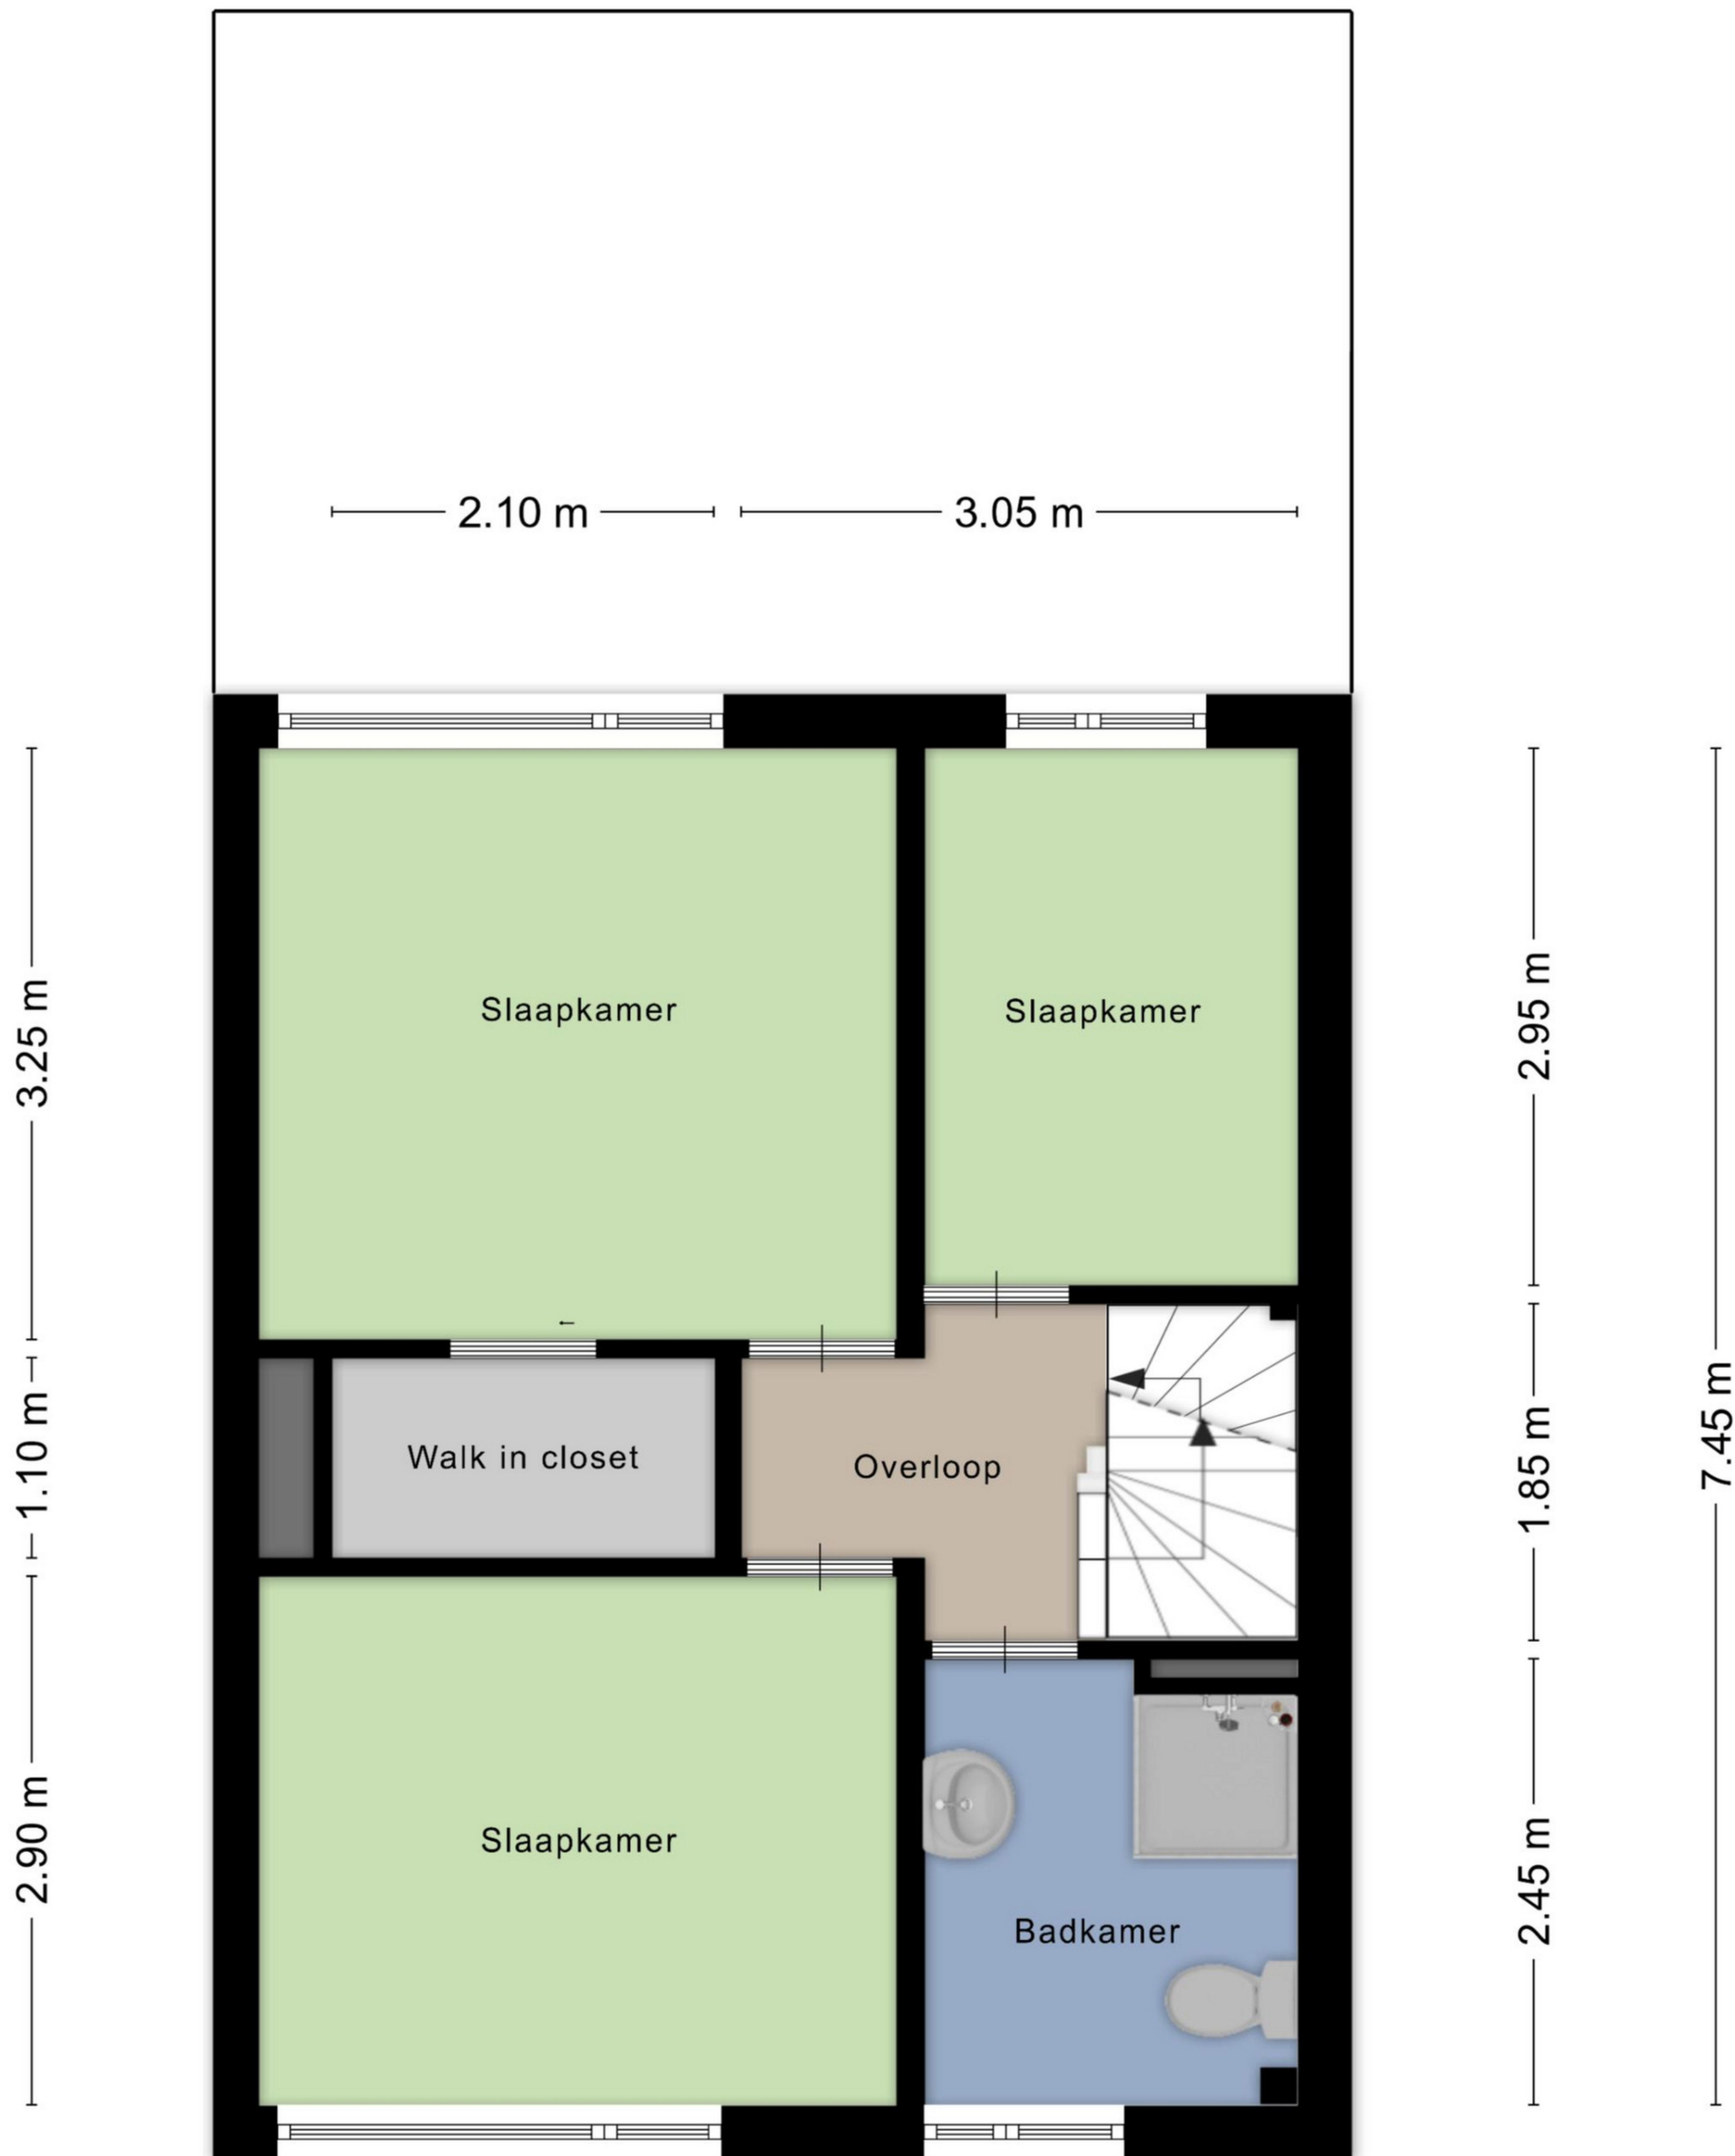 2.10 m
3.05 m
3.25 m
2.95 m
Slaapkamer
Slaapkamer
1.10 m
1.85 m
7.45 m
Walk in closet
Overloop
2.90 m
2.45 m
Slaapkamer
Badkamer